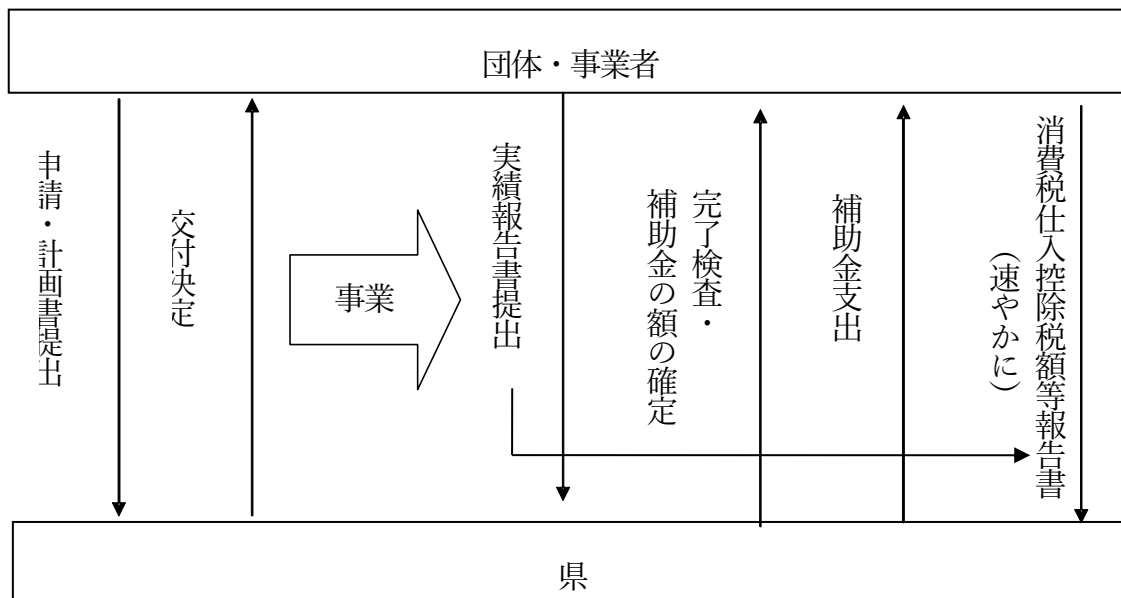 団体・事業者
申請・計画書提出
交付決定
事業
実績報告書提出
完了検査・
補助金の額の確定
補助金支出
消費税仕入控除税額等報告書
（速やかに）
県